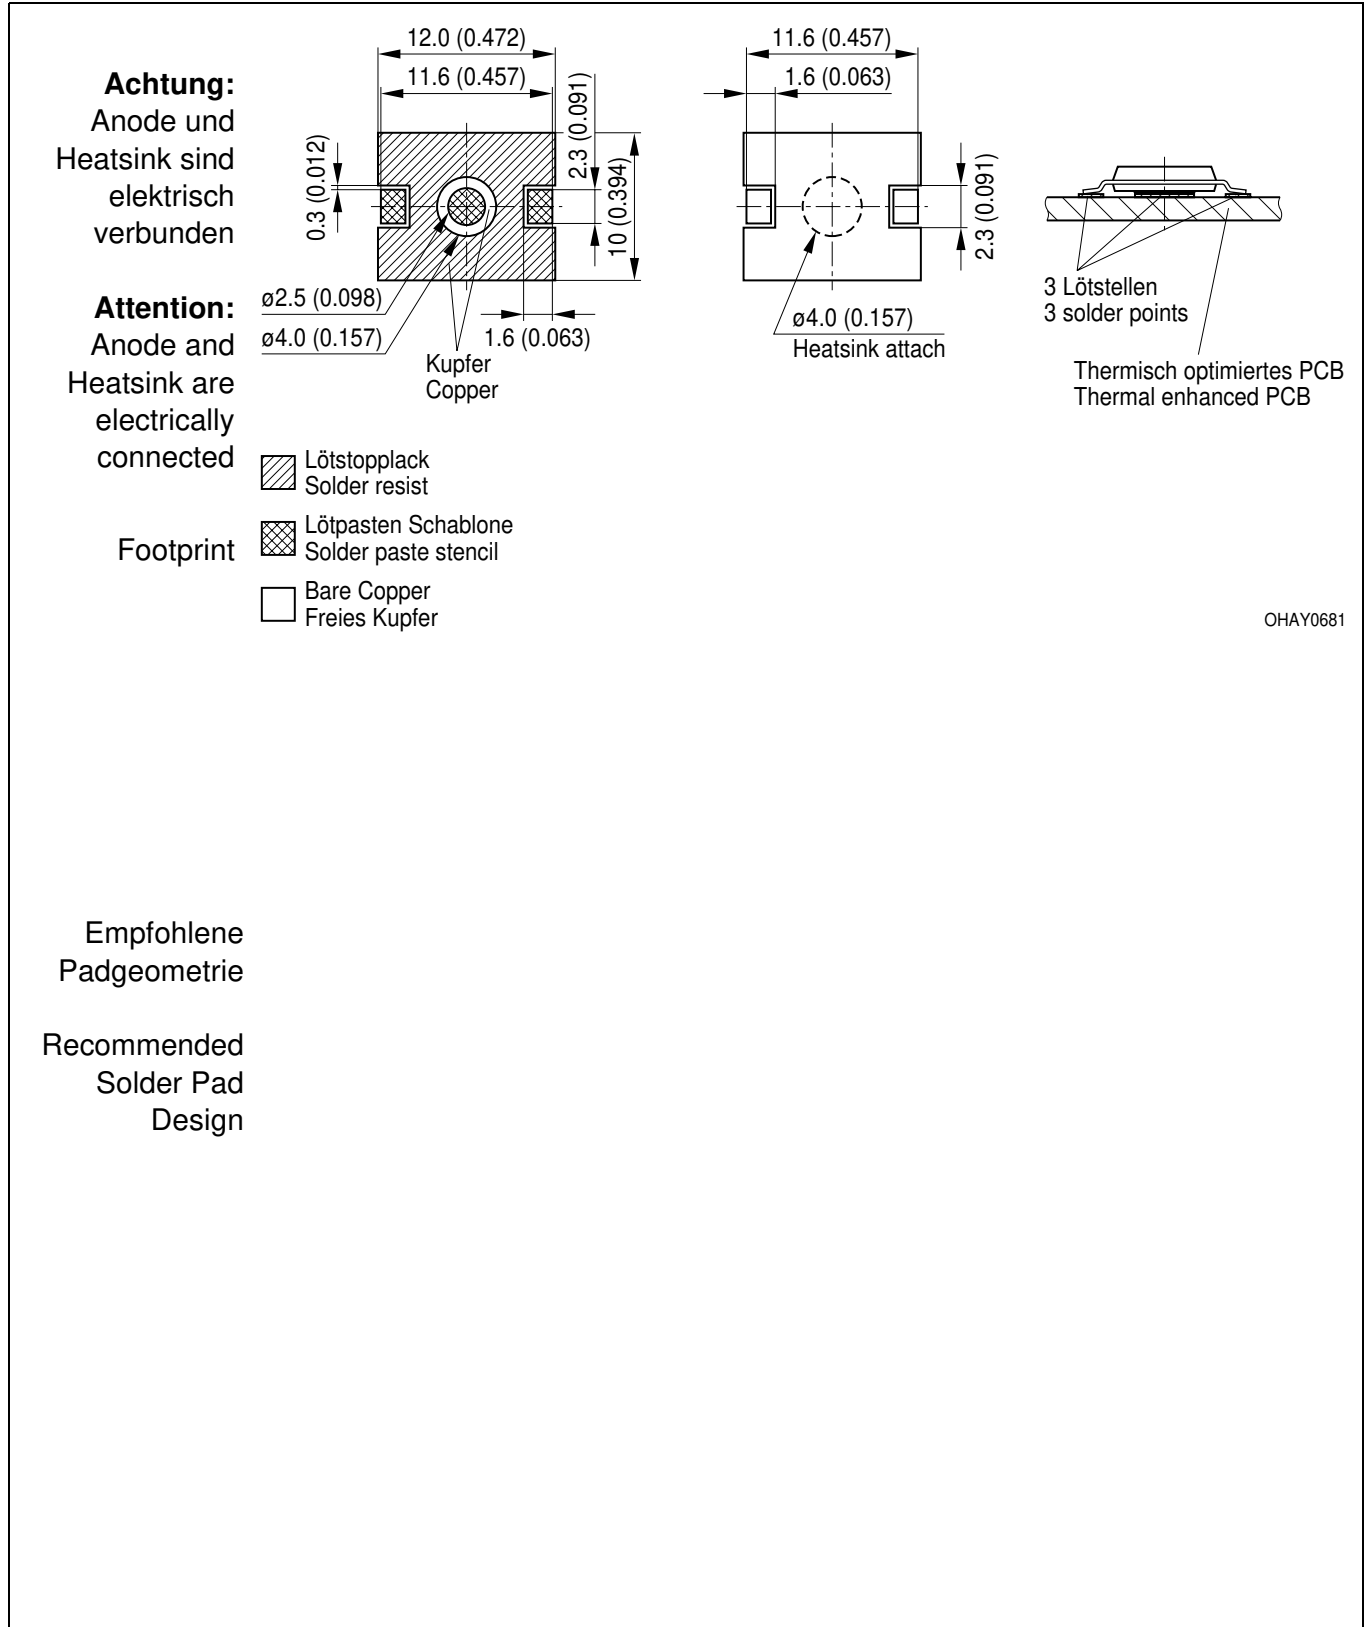 Achtung:
Anode und
Heatsink sind
elektrisch
verbunden
Attention:
Anode and
Heatsink are
electrically
connected
Footprint
12.0 (0.472)
11.6 (0.457)
0.3 (0.012)
2.3 (0.091)
10 (0.394)
ø2.5 (0.098)
ø4.0 (0.157)
1.6 (0.063)
Kupfer
Copper
11.6 (0.457)
1.6 (0.063)
2.3 (0.091)
ø4.0 (0.157)
Heatsink attach
3 Lötstellen
3 solder points
Thermisch optimiertes PCB
Thermal enhanced PCB
Lötstopplack
Solder resist
Lötpasten Schablone
Solder paste stencil
Bare Copper
Freies Kupfer
OHAY0681
Empfohlene
Padgeometrie
Recommended
Solder Pad
Design